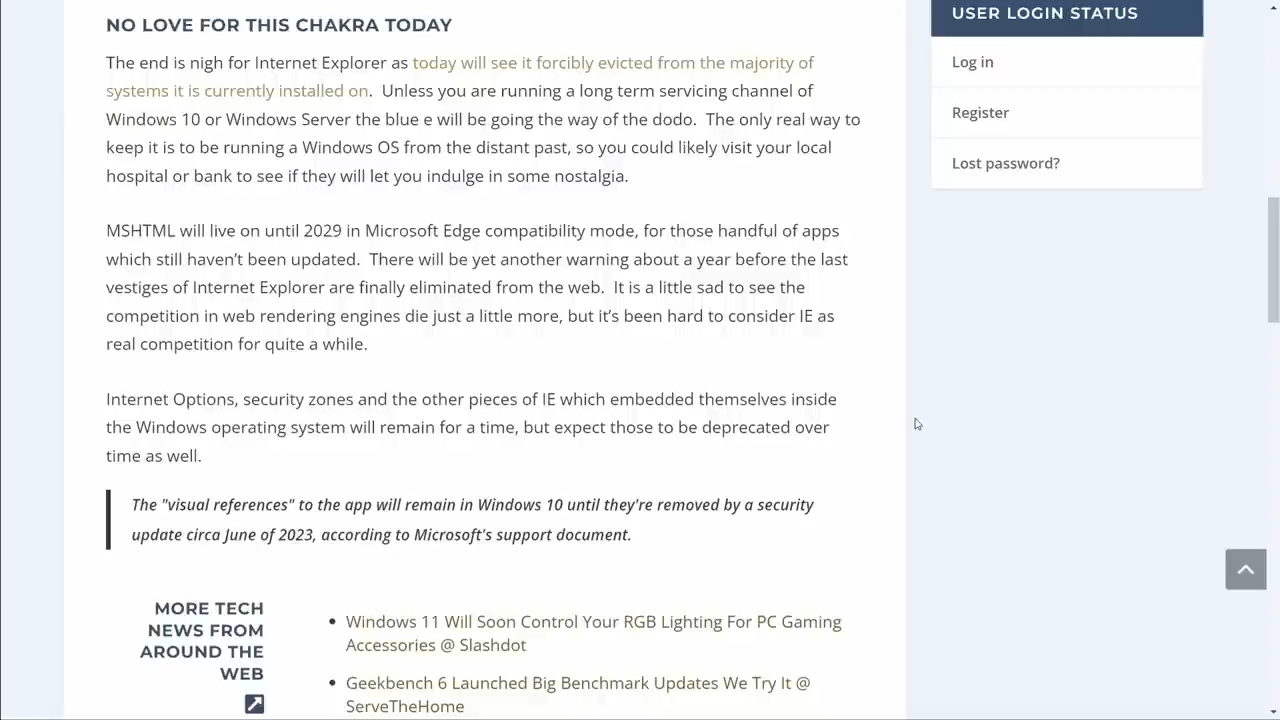 NO LOVE FOR THIS CHAKRA TODAY
The end is nigh for Internet Explorer as today will see it forcibly evicted from the majority of
systems it is currently installed on.  Unless you are running a long term servicing channel of
Windows 10 or Windows Server the blue e will be going the way of the dodo.  The only real way to
keep it is to be running a Windows OS from the distant past, so you could likely visit your local
hospital or bank to see if they will let you indulge in some nostalgia.
MSHTML will live on until 2029 in Microsoft Edge compatibility mode, for those handful of apps
which still haven’t been updated.  There will be yet another warning about a year before the last
vestiges of Internet Explorer are finally eliminated from the web.  It is a little sad to see the
competition in web rendering engines die just a little more, but it’s been hard to consider IE as
real competition for quite a while.
Internet Options, security zones and the other pieces of IE which embedded themselves inside
the Windows operating system will remain for a time, but expect those to be deprecated over
time as well.
The "visual references" to the app will remain in Windows 10 until they're removed by a security
update circa June of 2023, according to Microsoft's support document.
MORE TECH
NEWS FROM
AROUND THE
WEB
• Windows 11 Will Soon Control Your RGB Lighting For PC Gaming
Accessories @ Slashdot
• Geekbench 6 Launched Big Benchmark Updates We Try It @
ServeTheHome
USER LOGIN STATUS
Log in
Register
Lost password?